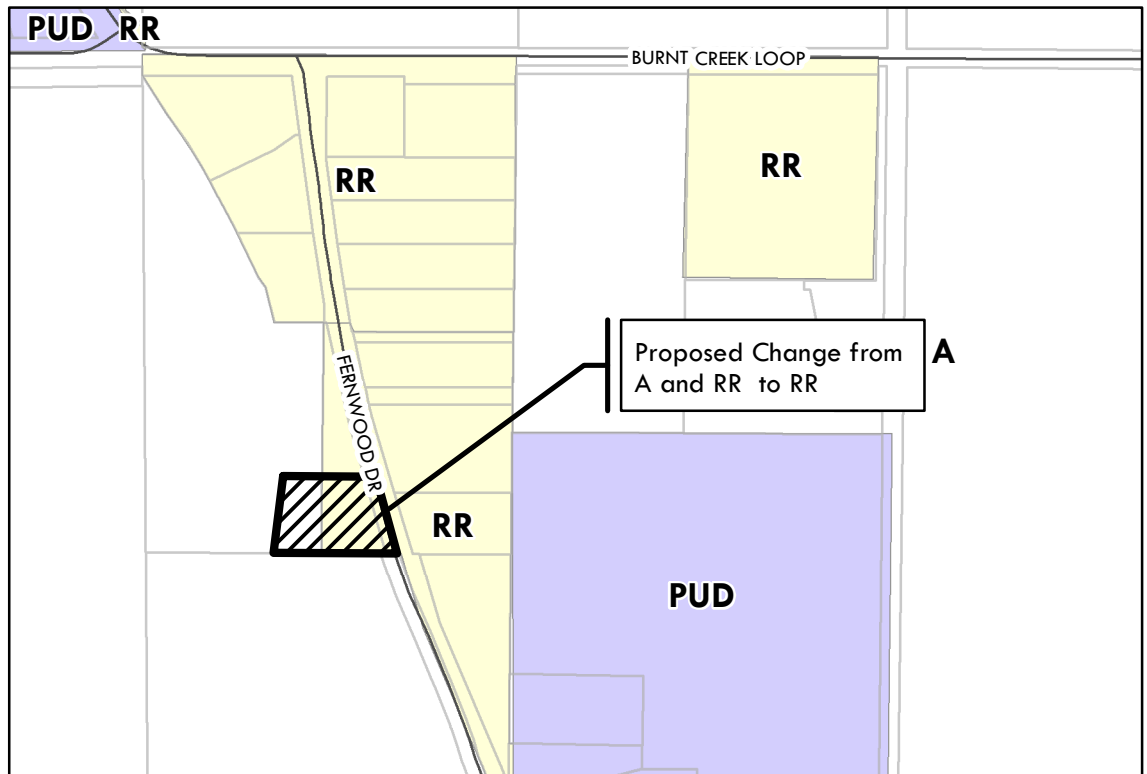 PUD RR
BURNT CREEK LOOP
RR
RR
Proposed Change from
A and RR to RR
A
FERNWOOD DR
RR
PUD